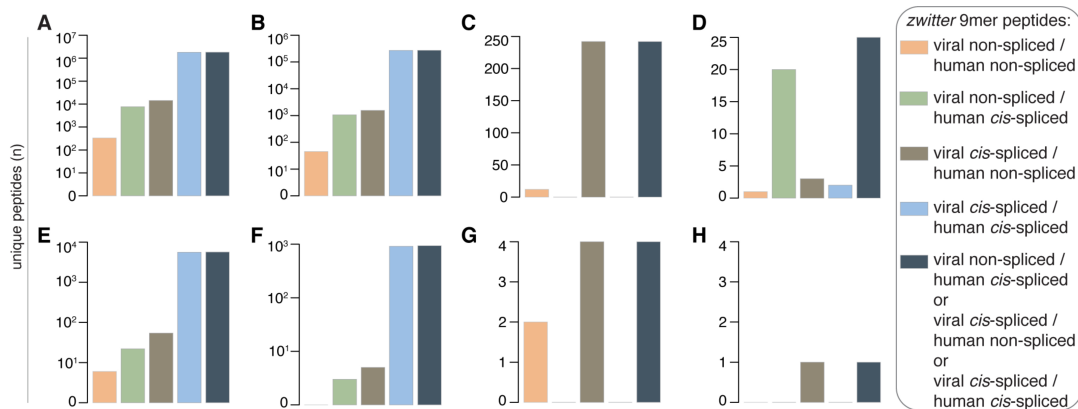 A
B
C
D
zwitter 9mer peptides:
10⁷
10⁶
10⁵
10⁴
10³
10²
10¹
0
10⁶
10⁵
10⁴
10³
10²
10¹
0
250
200
150
100
50
0
25
20
15
10
5
0
unique peptides (n)
E
F
G
H
10⁴
10³
10²
10¹
0
10³
10²
10¹
0
4
3
2
1
0
4
3
2
1
0
viral non-spliced /
human non-spliced
viral non-spliced /
human cis-spliced
viral cis-spliced /
human non-spliced
viral cis-spliced /
human cis-spliced
viral non-spliced /
human cis-spliced
or
viral cis-spliced /
human non-spliced
or
viral cis-spliced /
human cis-spliced